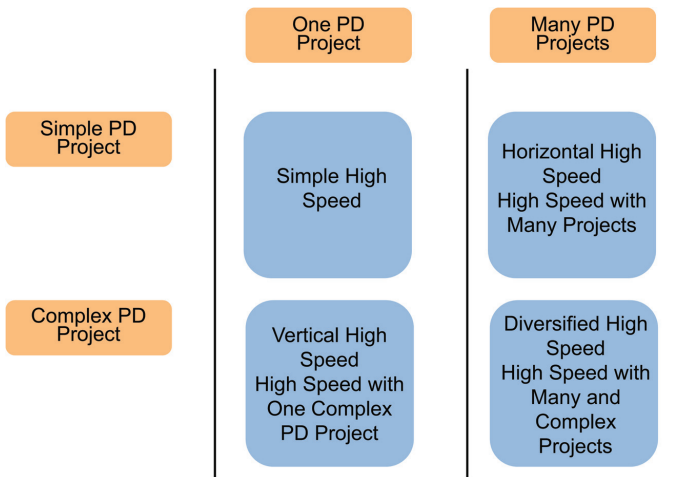 One PD
Project
Many PD
Projects
Simple PD
Project
Simple High
Speed
Horizontal High
Speed
High Speed with
Many Projects
Complex PD
Project
Vertical High
Speed
High Speed with
One Complex
PD Project
Diversified High
Speed
High Speed with
Many and
Complex
Projects